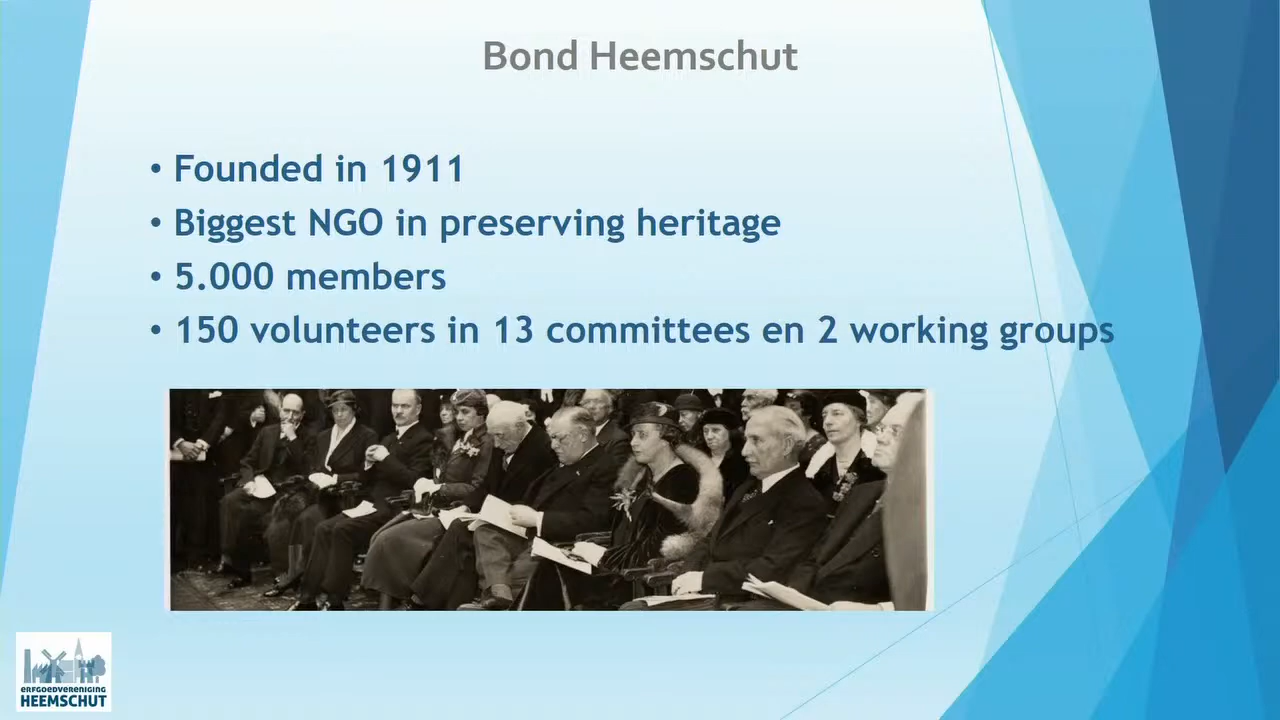 Bond Heemschut
• Founded in 1911
• Biggest NGO in preserving heritage
• 5.000 members
• 150 volunteers in 13 committees en 2 working groups
ERFGOEDVERENIGING
HEEMSCHUT